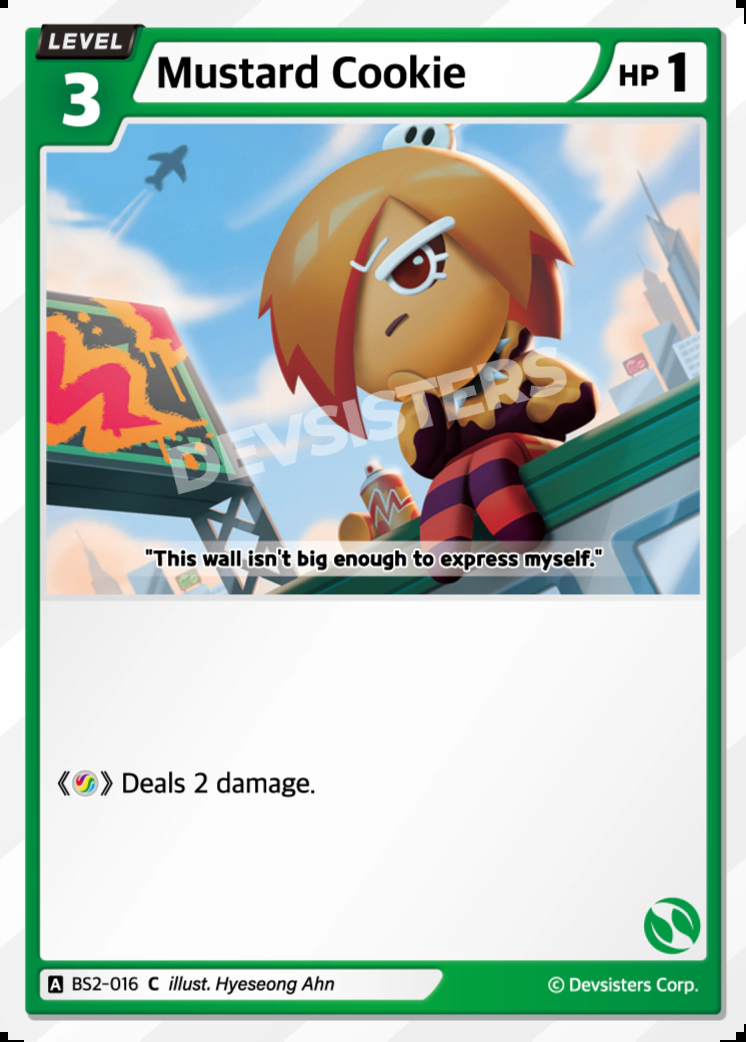 LEVEL
3
Mustard Cookie
HP 1
DEVSISTERS
"This wall isn't big enough to express myself."
《 》 Deals 2 damage.
A BS2-016 C illust. Hyeseong Ahn
© Devsisters Corp.